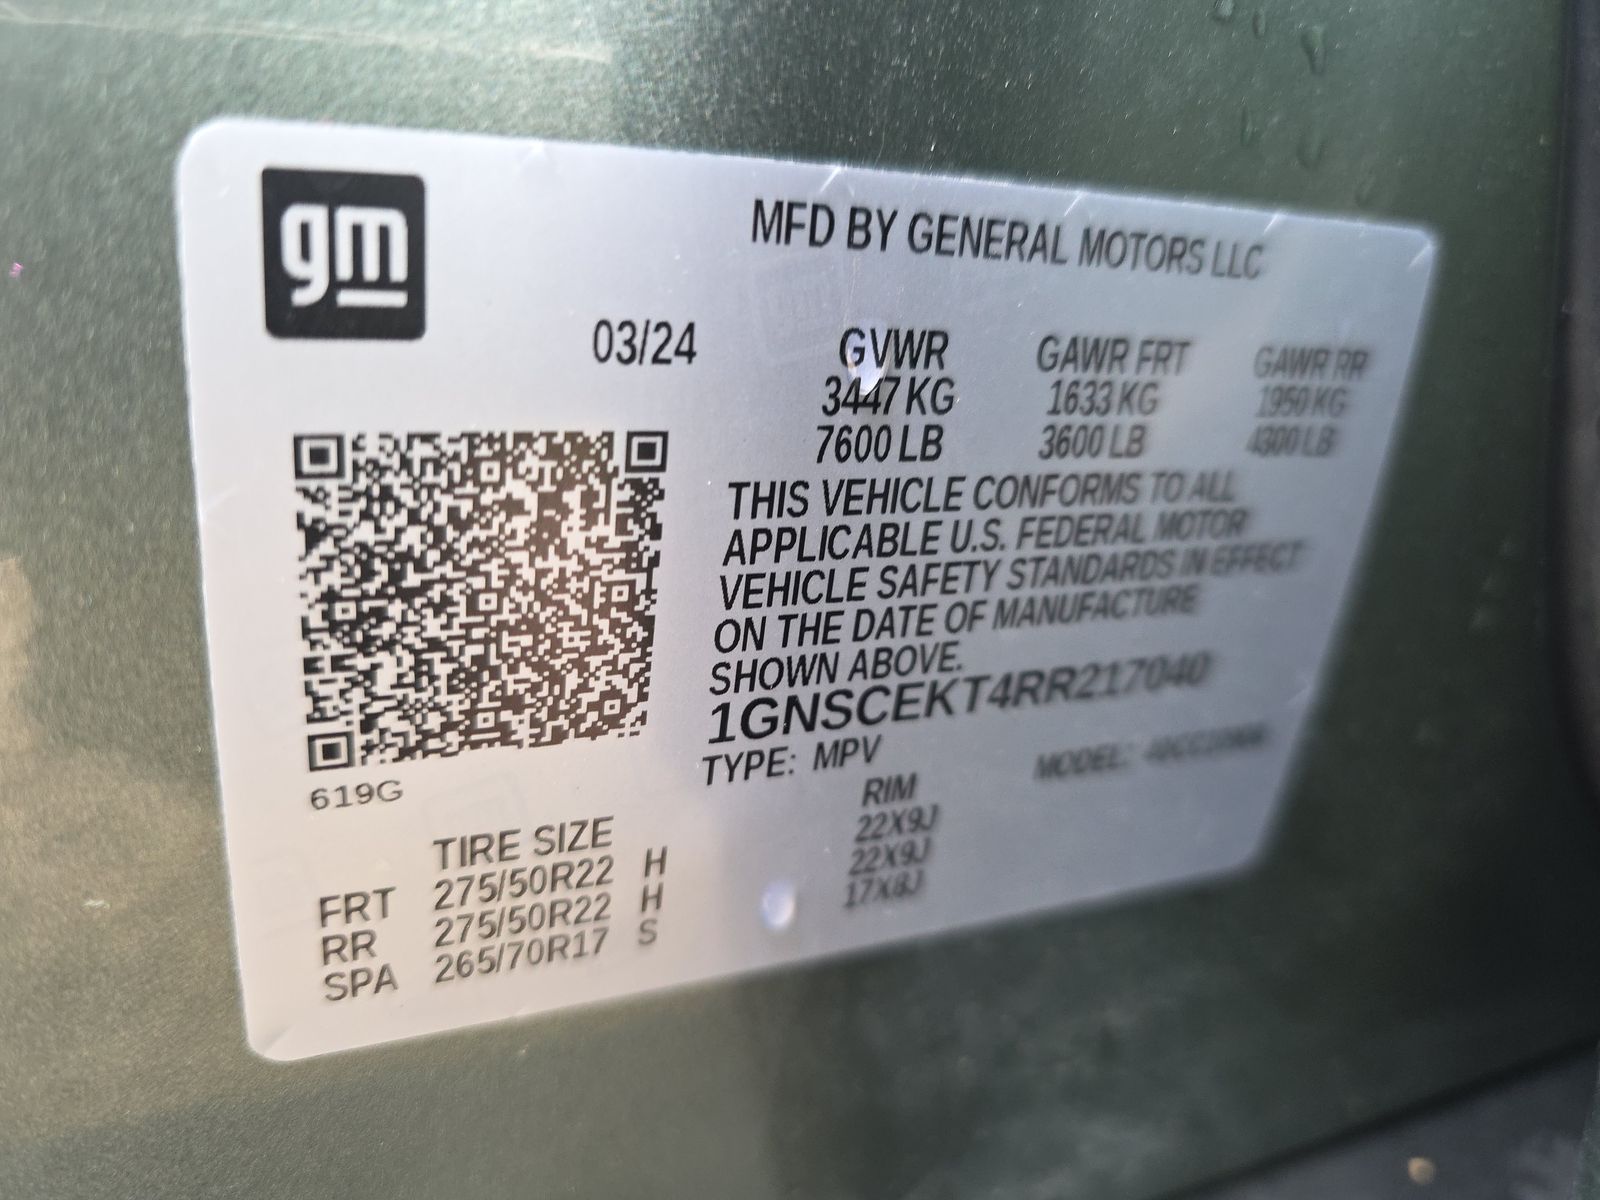 gm
MFD BY GENERAL MOTORS LLC
03/24
GVWR GAWR FRT GAWR RR
3447 KG 1633 KG 1950 KG
7600 LB 3600 LB 4300 LB
THIS VEHICLE CONFORMS TO ALL
APPLICABLE U.S. FEDERAL MOTOR
VEHICLE SAFETY STANDARDS IN EFFECT
ON THE DATE OF MANUFACTURE
SHOWN ABOVE.
1GNSCEKT4RR217040
TYPE: MPV MODEL:
619G
TIRE SIZE RIM
FRT 275/50R22 H 22X9J
RR 275/50R22 H 22X9J
SPA 265/70R17 S 17X8J